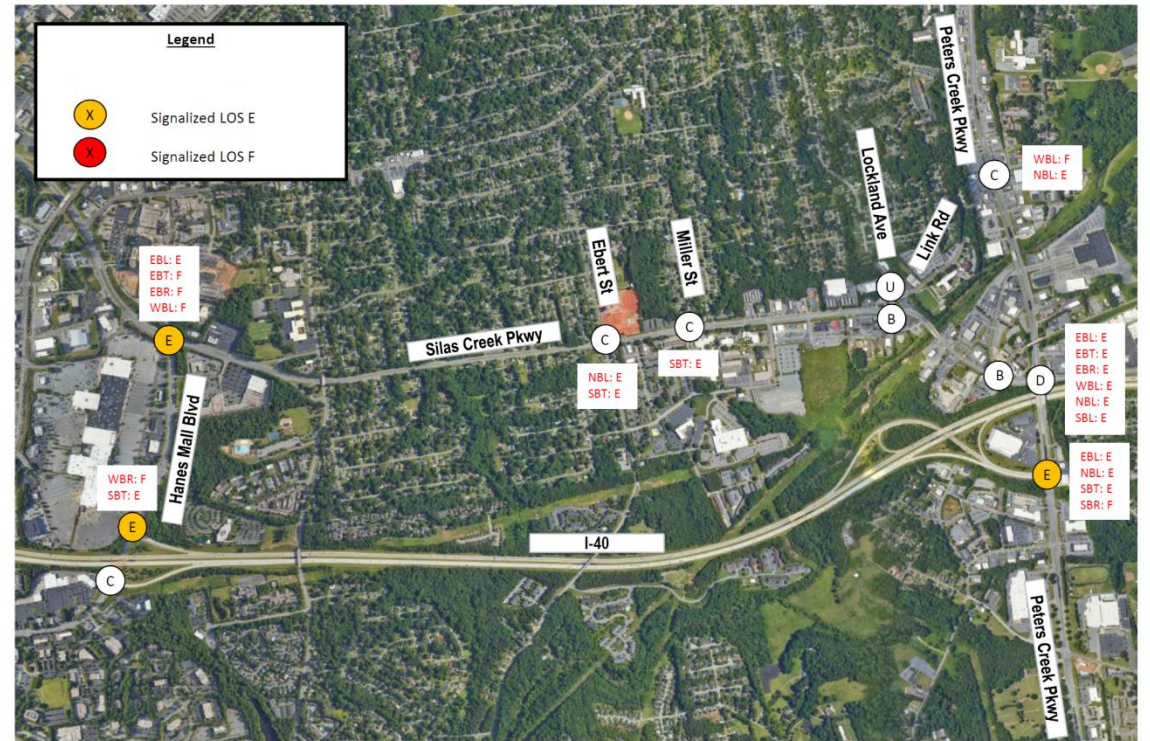 Legend
X Signalized LOS E
X Signalized LOS F
Peters Creek Pkwy
WBL: F
NBL: E
C
Lockland Ave
Link Rd
Ebert St
Miller St
U
B
EBL: E
EBT: F
EBR: F
WBL: F
E
Silas Creek Pkwy
C
C
NBL: E
SBT: E
SBT: E
B
D
EBL: E
EBT: E
EBR: E
WBL: E
NBL: E
SBL: E
Hanes Mall Blvd
WBR: F
SBT: E
E
EBL: E
NBL: E
SBT: E
SBR: F
E
I-40
C
Peters Creek Pkwy